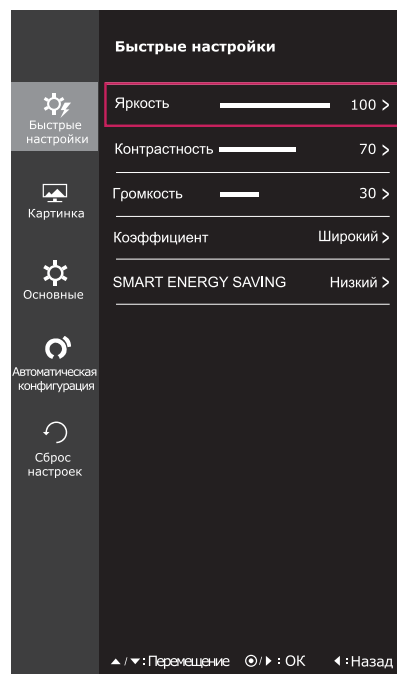 Быстрые настройки
Быстрые
настройки
Картинка
Основные
Автоматическая
конфигурация
Сброс
настроек
Яркость 100 >
Контрастность 70 >
Громкость 30 >
Коэффициент Широкий >
SMART ENERGY SAVING Низкий >
▲/▼: Перемещение ⊙/▶: ОК ◀: Назад